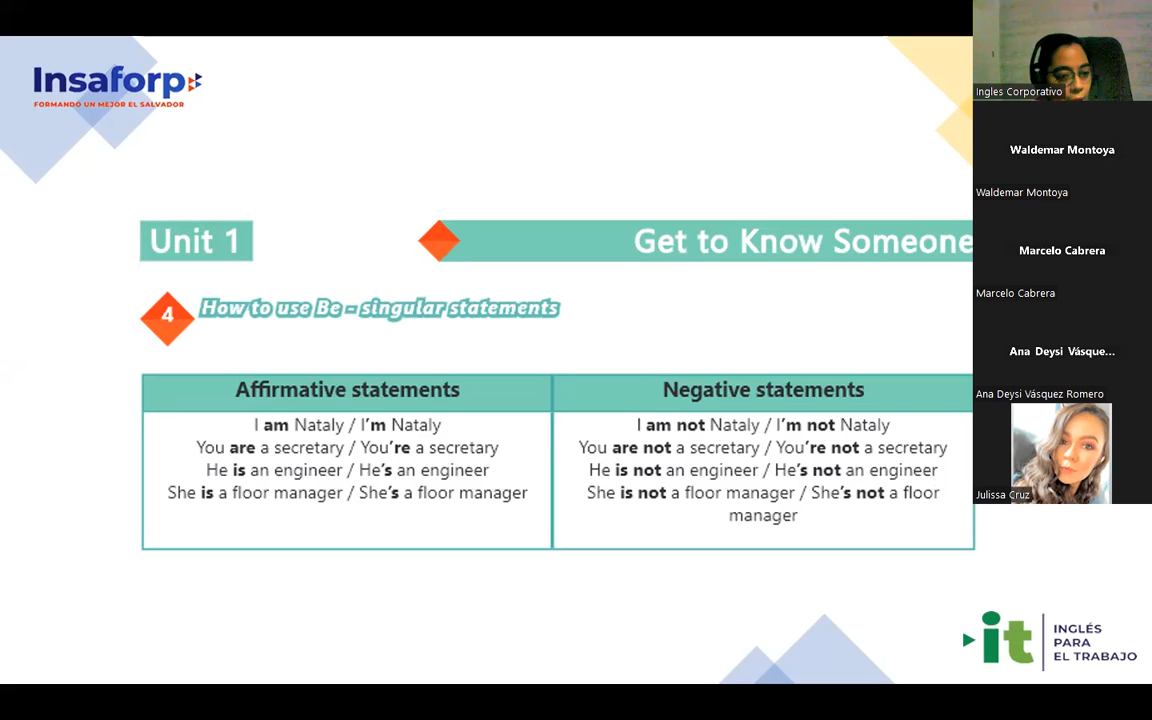 Insaforp
FORMANDO UN MEJOR EL SALVADOR
Unit 1
Get to Know Someone
4
How to use Be - singular statements
Affirmative statements
I am Nataly / I'm Nataly
You are a secretary / You're a secretary
He is an engineer / He's an engineer
She is a floor manager / She's a floor manager
Negative statements
I am not Nataly / I'm not Nataly
You are not a secretary / You're not a secretary
He is not an engineer / He's not an engineer
She is not a floor manager / She's not a floor
manager
Ingles Corporativo
Waldemar Montoya
Waldemar Montoya
Marcelo Cabrera
Marcelo Cabrera
Ana Deysi Vásque...
Ana Deysi Vásquez Romero
Julissa Cruz
it
INGLÉS
PARA
EL TRABAJO